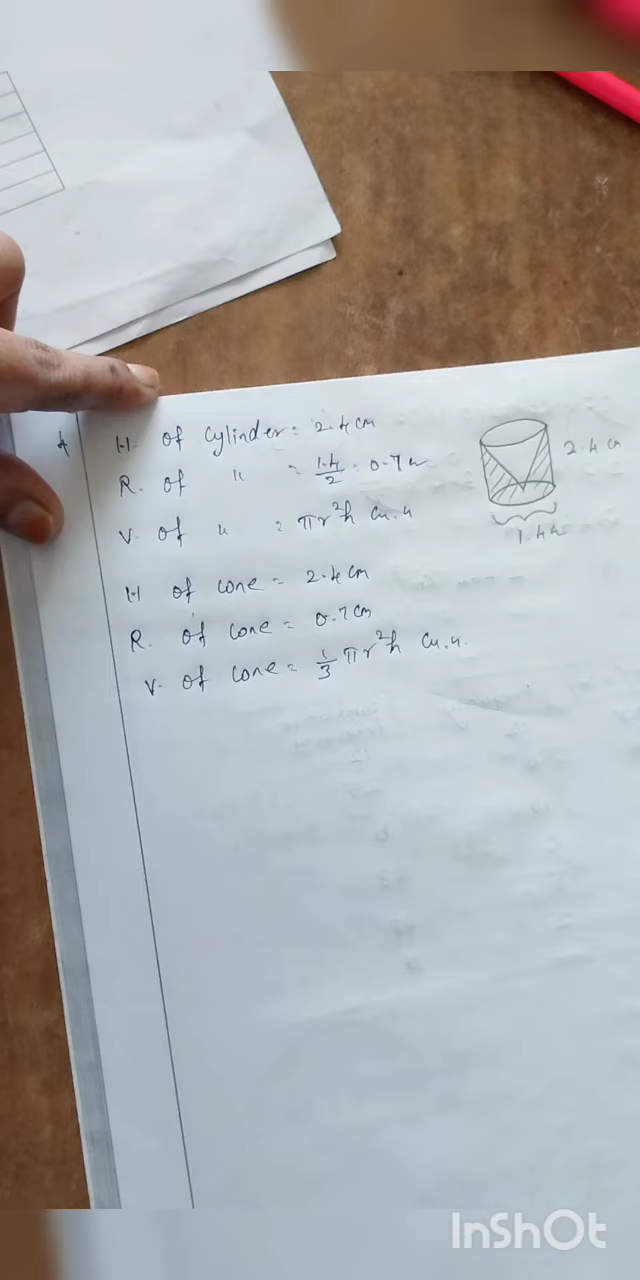 H. of cylinder = 2.4 cm
R. of " = 1.4/2 = 0.7 cm
V. of " = πr²h cu.u
2.4 cm
1.4 cm
H of cone = 2.4 cm
R. of cone = 0.7 cm
V. of cone = 1/3 πr²h cu.u.
InShOt